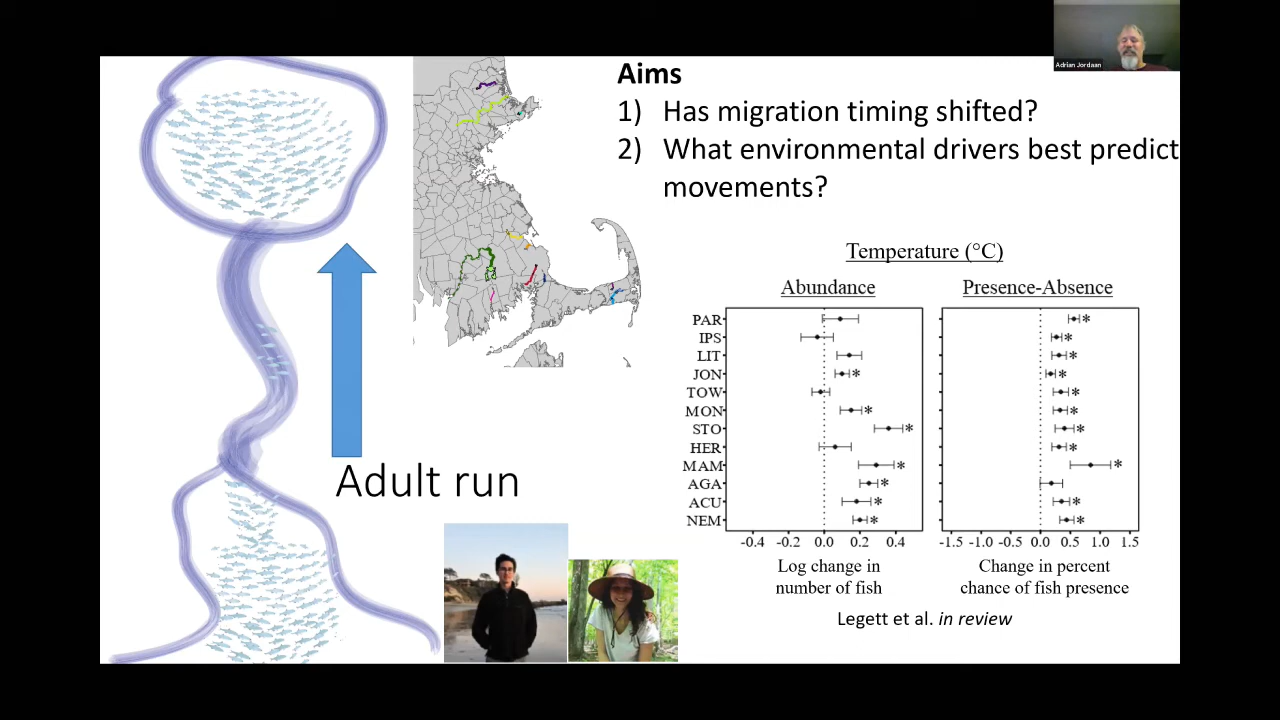 Adrian Jordaan
Aims
1) Has migration timing shifted?
2) What environmental drivers best predict
movements?
Adult run
Temperature (°C)
Abundance
Presence-Absence
PAR
*
IPS
*
LIT
*
JON
* *
TOW
*
MON
* *
STO
* *
HER
*
MAM
* *
AGA
*
ACU
* *
NEM
* *
-0.4 -0.2 0.0 0.2 0.4
-1.5 -1.0 -0.5 0.0 0.5 1.0 1.5
Log change in
number of fish
Change in percent
chance of fish presence
Legett et al. in review